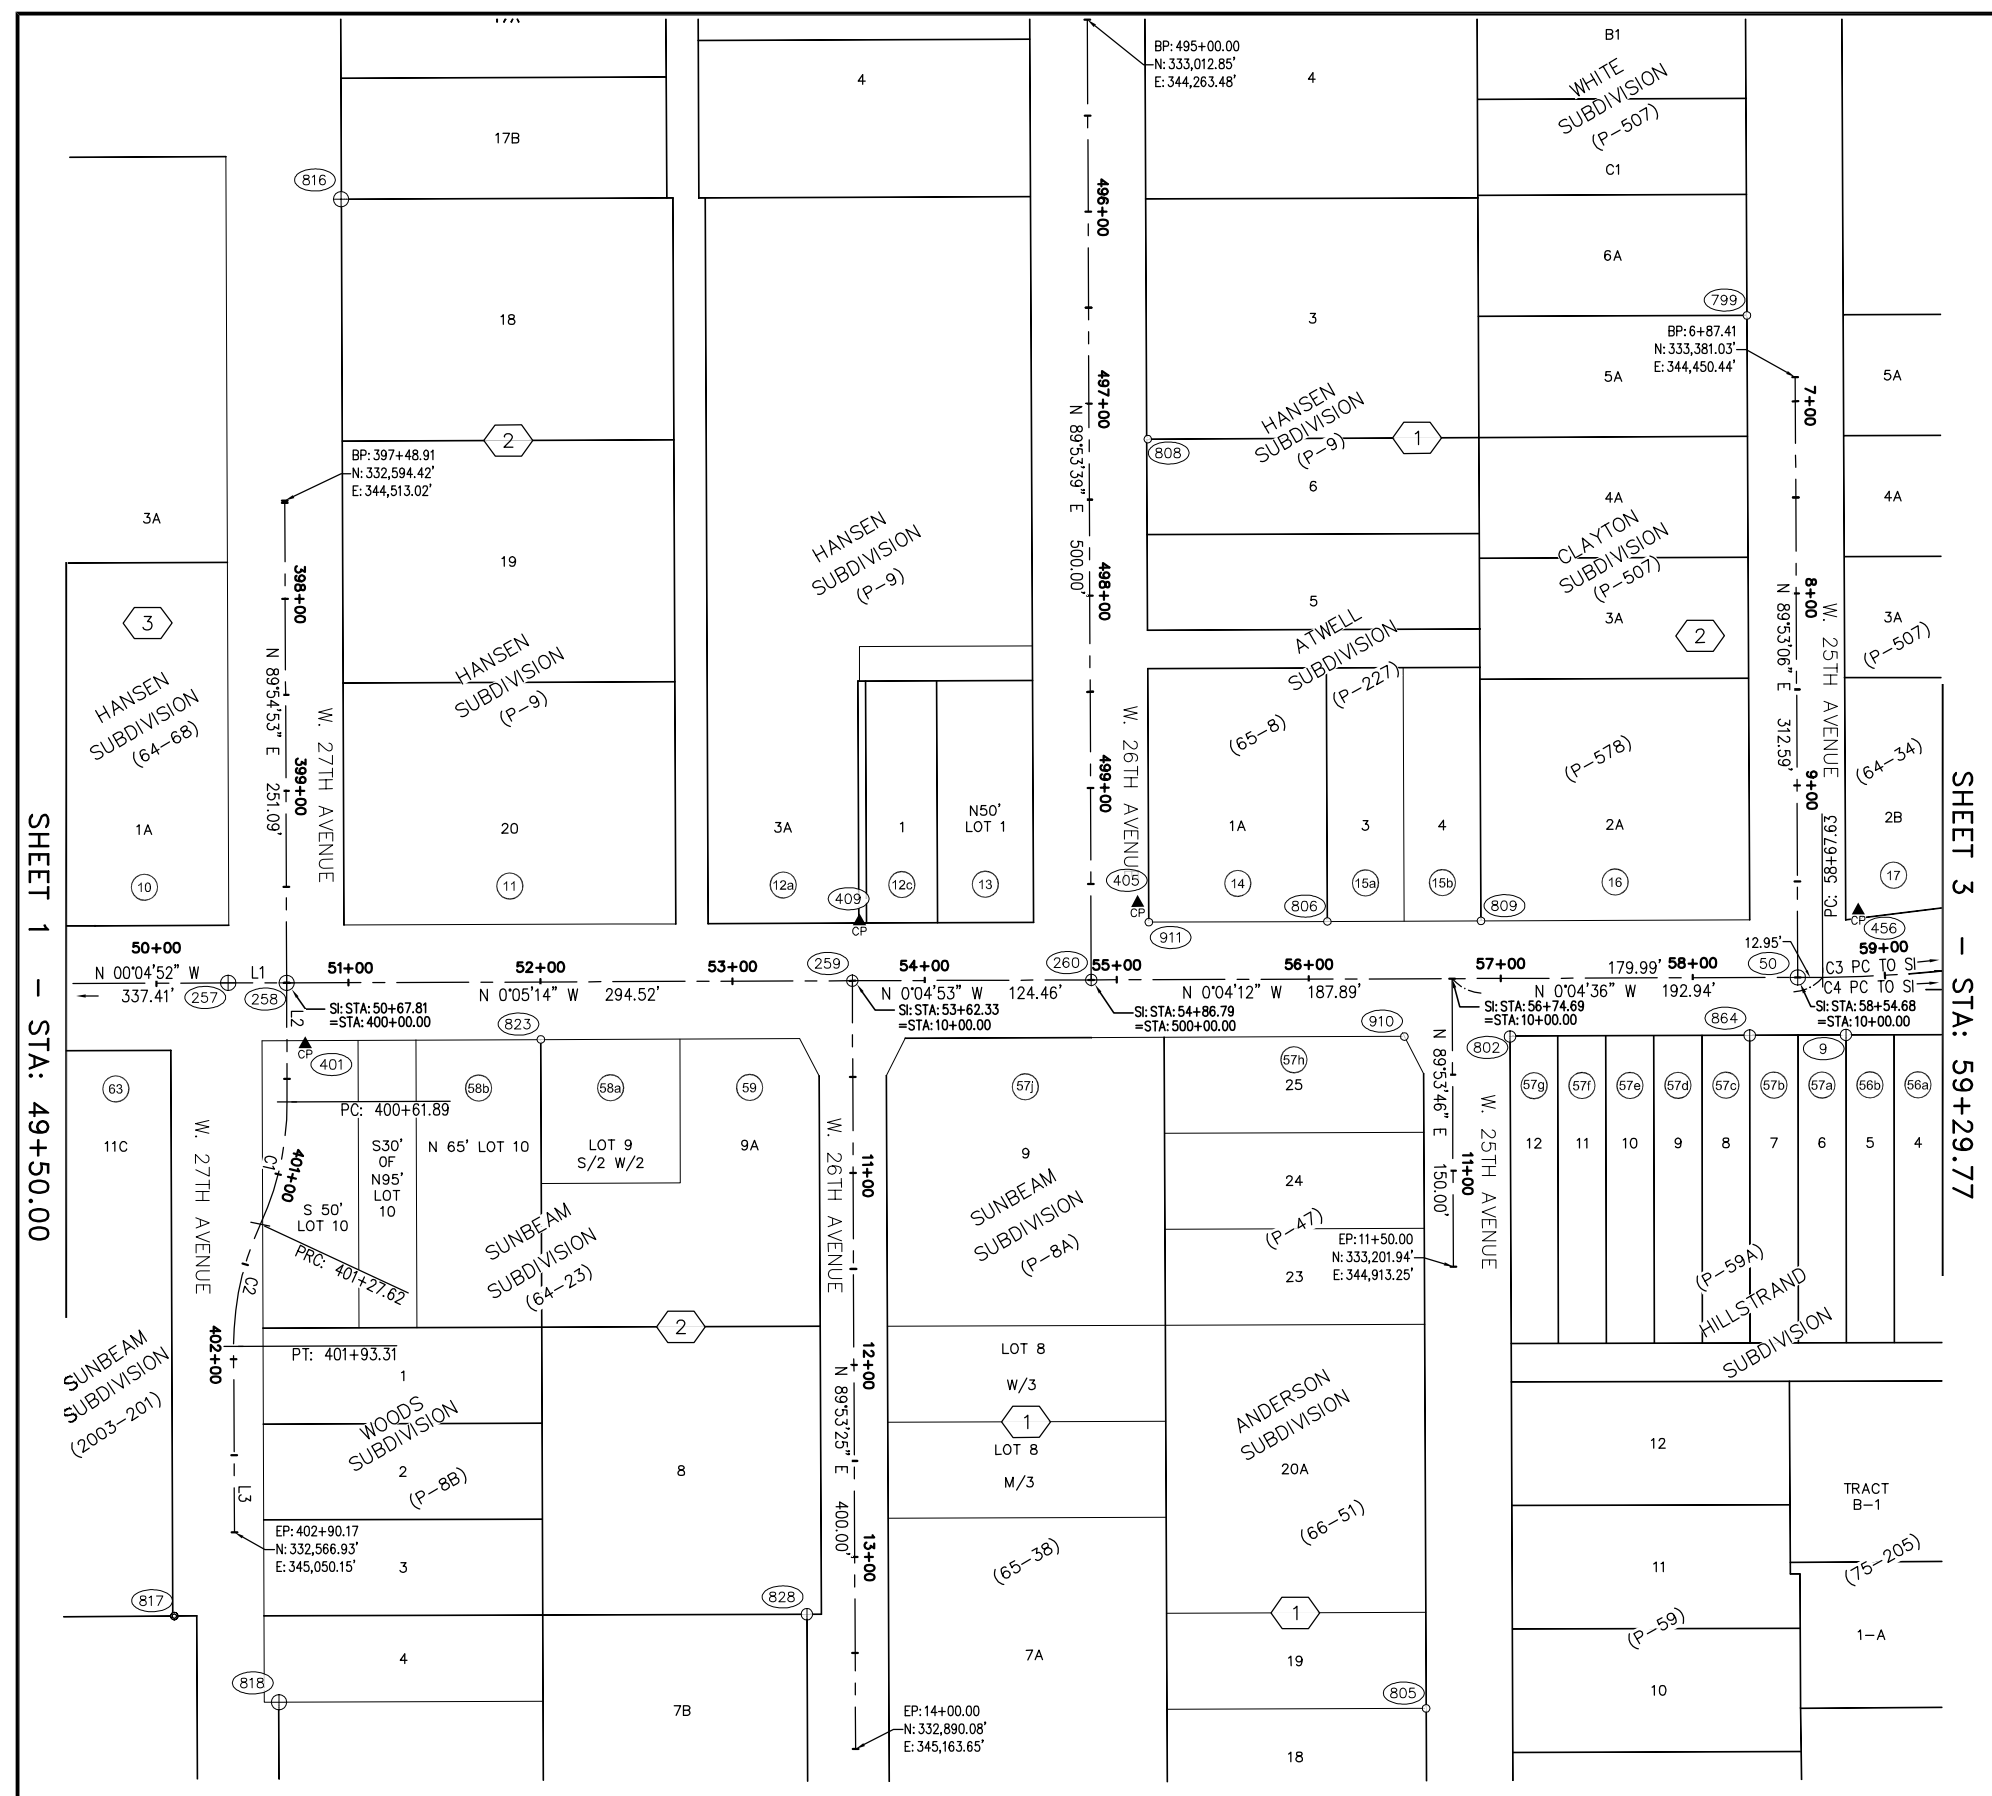 17A
4
BP: 495+00.00
N: 333,012.85'
E: 344,263.48'
4
B1
WHITE
SUBDIVISION
(P-507)
C1
17B
816
496+00
6A
799
BP: 6+87.41
N: 333,381.03'
E: 344,450.44'
18
3
5A
5A
7+00
497+00
N 89°53'39" E 500.00'
HANSEN
SUBDIVISION
(P-9)
1
2
808
BP: 397+48.91
N: 332,594.42'
E: 344,513.02'
3A
6
4A
4A
HANSEN
SUBDIVISION
(P-9)
CLAYTON
SUBDIVISION
(P-507)
19
398+00
498+00
5
8+00
N 89°53'06" E 312.59'
W. 25TH AVENUE
3
3A
2
3A
(P-507)
ATWELL
SUBDIVISION
(P-227)
HANSEN
SUBDIVISION
(64-68)
HANSEN
SUBDIVISION
(P-9)
N 89°54'53" E 251.09'
W. 27TH AVENUE
399+00
499+00
W. 26TH AVENUE
(65-8)
(P-578)
9+00
(64-34)
1A
20
3A
1
N50'
LOT 1
1A
3
4
2A
2B
PC: 58+67.63
10
11
12a
12c
13
14
15a
15b
16
17
409
CP
405
CP
806
809
911
CP
456
SHEET 1 - STA: 49+50.00
SHEET 3 - STA: 59+29.77
50+00
51+00
52+00
53+00
54+00
55+00
56+00
57+00
58+00
59+00
N 00°04'52" W
337.41'
L1
257
258
N 0°05'14" W 294.52'
259
N 0°04'53" W 124.46'
260
N 0°04'12" W 187.89'
179.99'
N 0°04'36" W 192.94'
50
12.95'
C3 PC TO SI
C4 PC TO SI
SI: STA: 50+67.81
=STA: 400+00.00
SI: STA: 53+62.33
=STA: 10+00.00
SI: STA: 54+86.79
=STA: 500+00.00
SI: STA: 56+74.69
=STA: 10+00.00
SI: STA: 58+54.68
=STA: 10+00.00
L2
CP
401
823
910
802
864
9
63
58b
58a
59
57j
57h
57g
57f
57e
57d
57c
57b
57a
56b
56a
PC: 400+61.89
25
11C
S30'
OF
N95'
LOT
10
N 65' LOT 10
LOT 9
S/2 W/2
9A
9
12
11
10
9
8
7
6
5
4
W. 27TH AVENUE
C1
401+00
S 50'
LOT 10
PRC: 401+27.62
C2
W. 26TH AVENUE
11+00
N 89°53'46" E 150.00'
11+00
W. 25TH AVENUE
24
SUNBEAM
SUBDIVISION
(64-23)
SUNBEAM
SUBDIVISION
(P-8A)
(P-47)
23
EP: 11+50.00
N: 333,201.94'
E: 344,913.25'
(P-59A)
HILLSTRAND
SUBDIVISION
2
402+00
PT: 401+93.31
1
SUNBEAM
SUBDIVISION
(2003-201)
WOODS
SUBDIVISION
(P-8B)
2
8
12+00
N 89°53'25" E 400.00'
LOT 8
W/3
1
LOT 8
M/3
ANDERSON
SUBDIVISION
20A
(66-51)
12
TRACT
B-1
(75-205)
L3
EP: 402+90.17
N: 332,566.93'
E: 345,050.15'
3
13+00
(65-38)
11
817
828
1
(P-59)
1-A
4
7A
19
818
805
10
7B
EP: 14+00.00
N: 332,890.08'
E: 345,163.65'
18